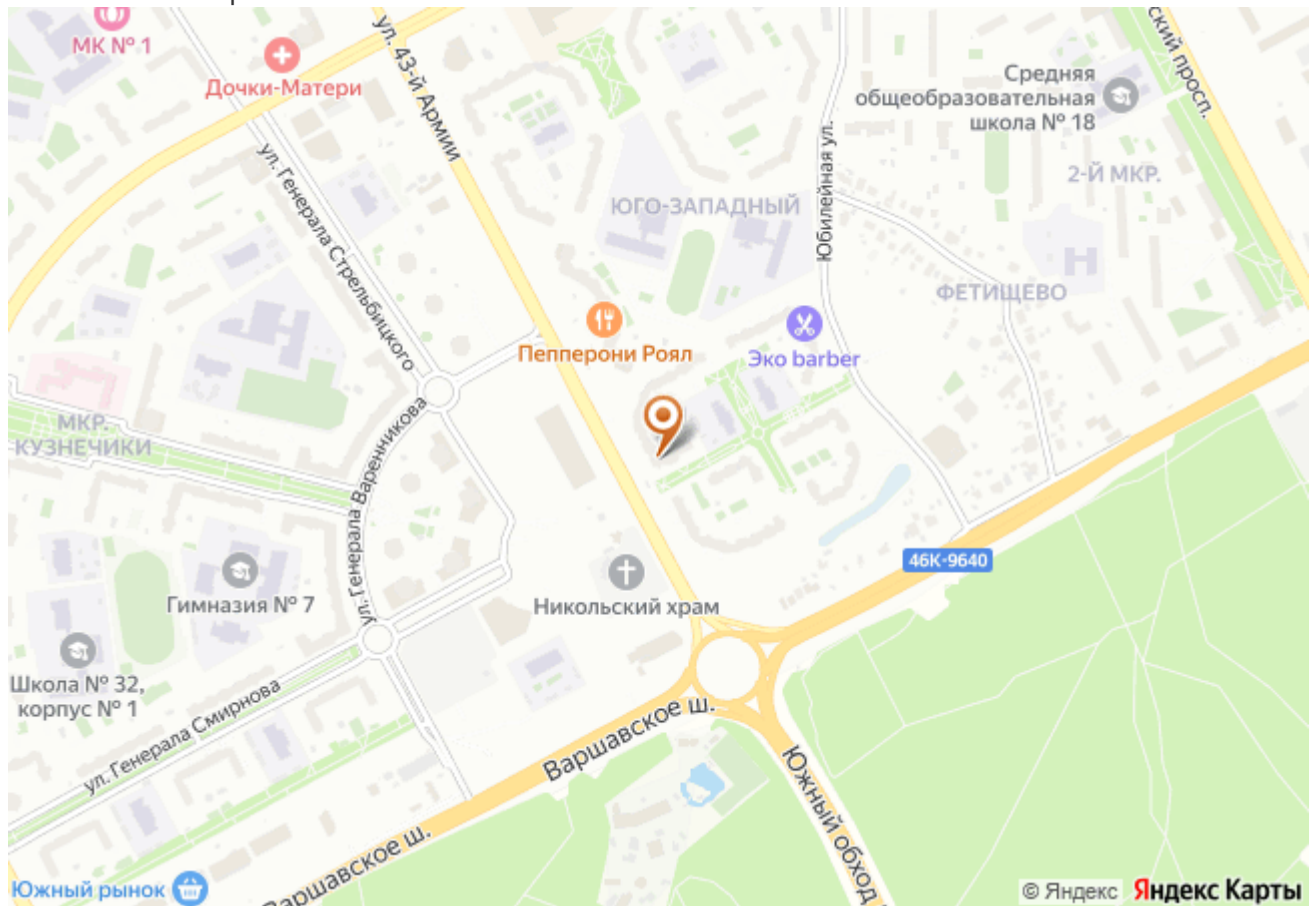 МК № 1
Дочки-Матери
ул. 43-й Армии
ский просп.
Средняя
общеобразовательная
школа № 18
2-Й МКР.
ул. Генерала Стрельбицкого
ЮГО-ЗАПАДНЫЙ
Юбилейная ул.
Н
ФЕТИЩЕВО
Пепперони Роял
Эко barber
МКР.
КУЗНЕЧИКИ
ул. Генерала Варенникова
46К-9640
Гимназия № 7
Никольский храм
Школа № 32,
корпус № 1
ул. Генерала Смирнова
Варшавское ш.
Южный обход
Варшавское ш.
Южный рынок
© Яндекс Яндекс Карты